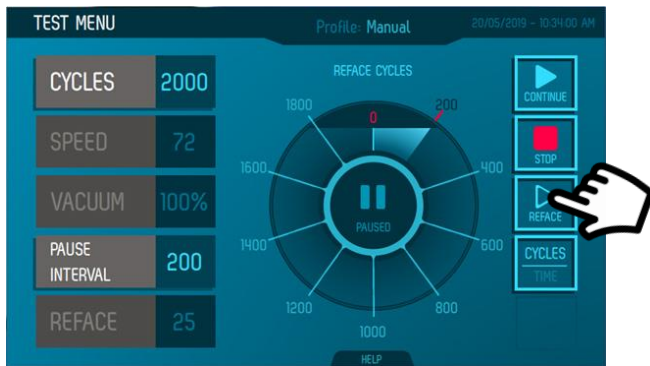 TEST MENU
Profile: Manual
20/05/2019 - 10:34:00 AM
CYCLES 2000
SPEED 72
VACUUM 100%
PAUSE INTERVAL 200
REFACE 25
REFACE CYCLES
0
200
400
600
800
1000
1200
1400
1600
1800
PAUSED
CONTINUE
STOP
REFACE
CYCLES
TIME
HELP